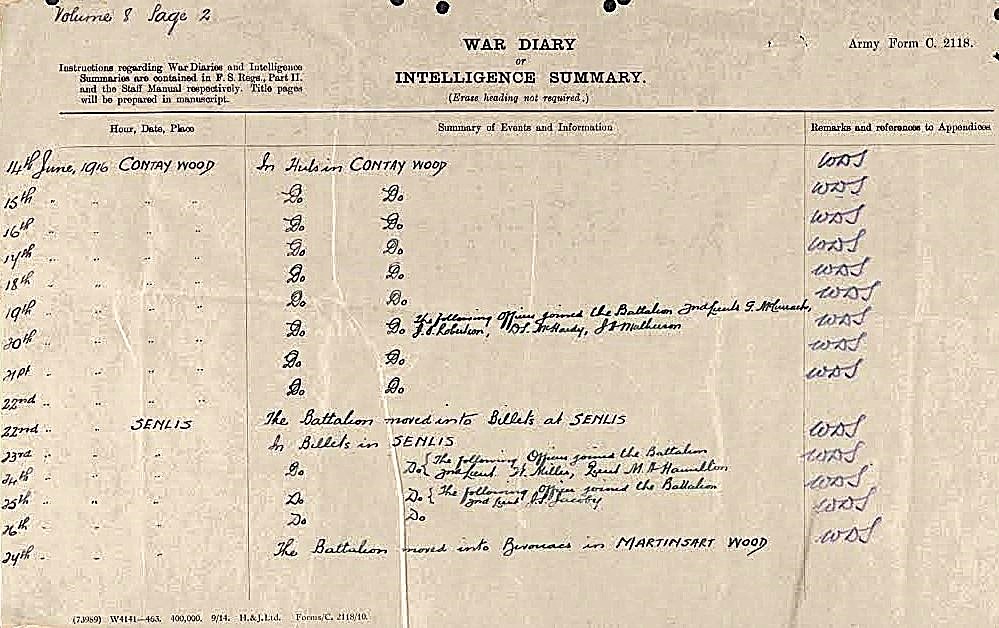 Volume 8 Page 2
WAR DIARY
or
INTELLIGENCE SUMMARY.
(Erase heading not required.)
Army Form C. 2118.
Instructions regarding War Diaries and Intelligence
Summaries are contained in F. S. Regs., Part II.
and the Staff Manual respectively. Title pages
will be prepared in manuscript.
Hour, Date, Place Summary of Events and Information Remarks and references to Appendices
14th June, 1916 CONTAY WOOD In Huts in CONTAY WOOD WDS
15th " " " " Do Do WDS
16th " " " " Do Do WDS
17th " " " " Do Do WDS
18th " " " " Do Do WDS
19th " " " " Do Do WDS
20th " " " " Do Do The following Officers joined the Battalion 2nd Lieuts WDS
J. C. Robertson, McHardy, Matheson
21st " " " " Do Do WDS
22nd " " " " Do Do WDS
22nd " " SENLIS The Battalion moved into Billets at SENLIS WDS
23rd " " " In Billets in SENLIS WDS
24th " " " Do Do { The following Officers joined the Battalion WDS
2nd Lieut. Miller, Lieut M. A Hamilton
25th " " " Do Do { The following Officer joined the Battalion WDS
2nd Lieut
26th " " " Do Do
27th " " " The Battalion moved into Bivouacs in MARTINSART WOOD WDS
(73989) W4141—463. 400,000. 9/14. H.&J.Ltd. Forms/C. 2118/10.